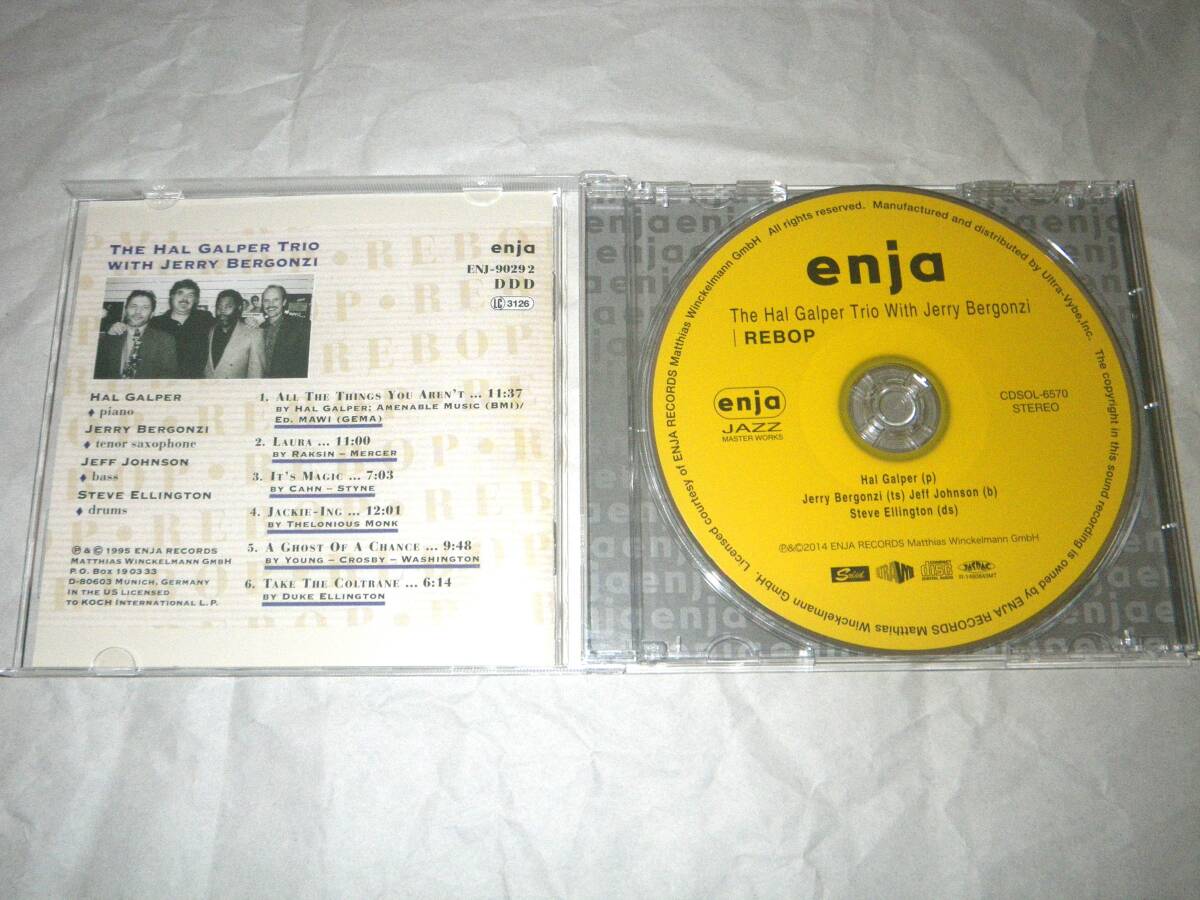 THE HAL GALPER TRIO
WITH JERRY BERGONZI
enja
ENJ-9029 2
DDD
LC 3126
HAL GALPER
♦ piano
JERRY BERGONZI
♦ tenor saxophone
JEFF JOHNSON
♦ bass
STEVE ELLINGTON
♦ drums
℗ & © 1995 ENJA RECORDS
MATTHIAS WINCKELMANN GMBH
P.O. BOX 19 03 33
D-80603 MUNICH, GERMANY
IN THE US LICENSED
TO KOCH INTERNATIONAL L.P.
1. ALL THE THINGS YOU AREN'T ... 11:37
BY HAL GALPER; AMENABLE MUSIC (BMI)/
ED. MAWI (GEMA)
2. LAURA ... 11:00
BY RAKSIN – MERCER
3. IT'S MAGIC ... 7:03
BY CAHN – STYNE
4. JACKIE-ING ... 12:01
BY THELONIOUS MONK
5. A GHOST OF A CHANCE ... 9:48
BY YOUNG – CROSBY – WASHINGTON
6. TAKE THE COLTRANE ... 6:14
BY DUKE ELLINGTON
enja
The Hal Galper Trio With Jerry Bergonzi
REBOP
enja
JAZZ
MASTER WORKS
CDSOL-6570
STEREO
Hal Galper (p)
Jerry Bergonzi (ts) Jeff Johnson (b)
Steve Ellington (ds)
℗&©2014 ENJA RECORDS Matthias Winckelmann GmbH
Solid
ULTRA-VYBE
COMPACT disc DIGITAL AUDIO
JASRAC
All rights reserved. Manufactured and distributed by Ultra-Vybe,Inc. The copyright in this sound recording is owned by ENJA RECORDS Matthias Winckelmann GmbH. Licensed courtesy of ENJA RECORDS Matthias Winckelmann GmbH